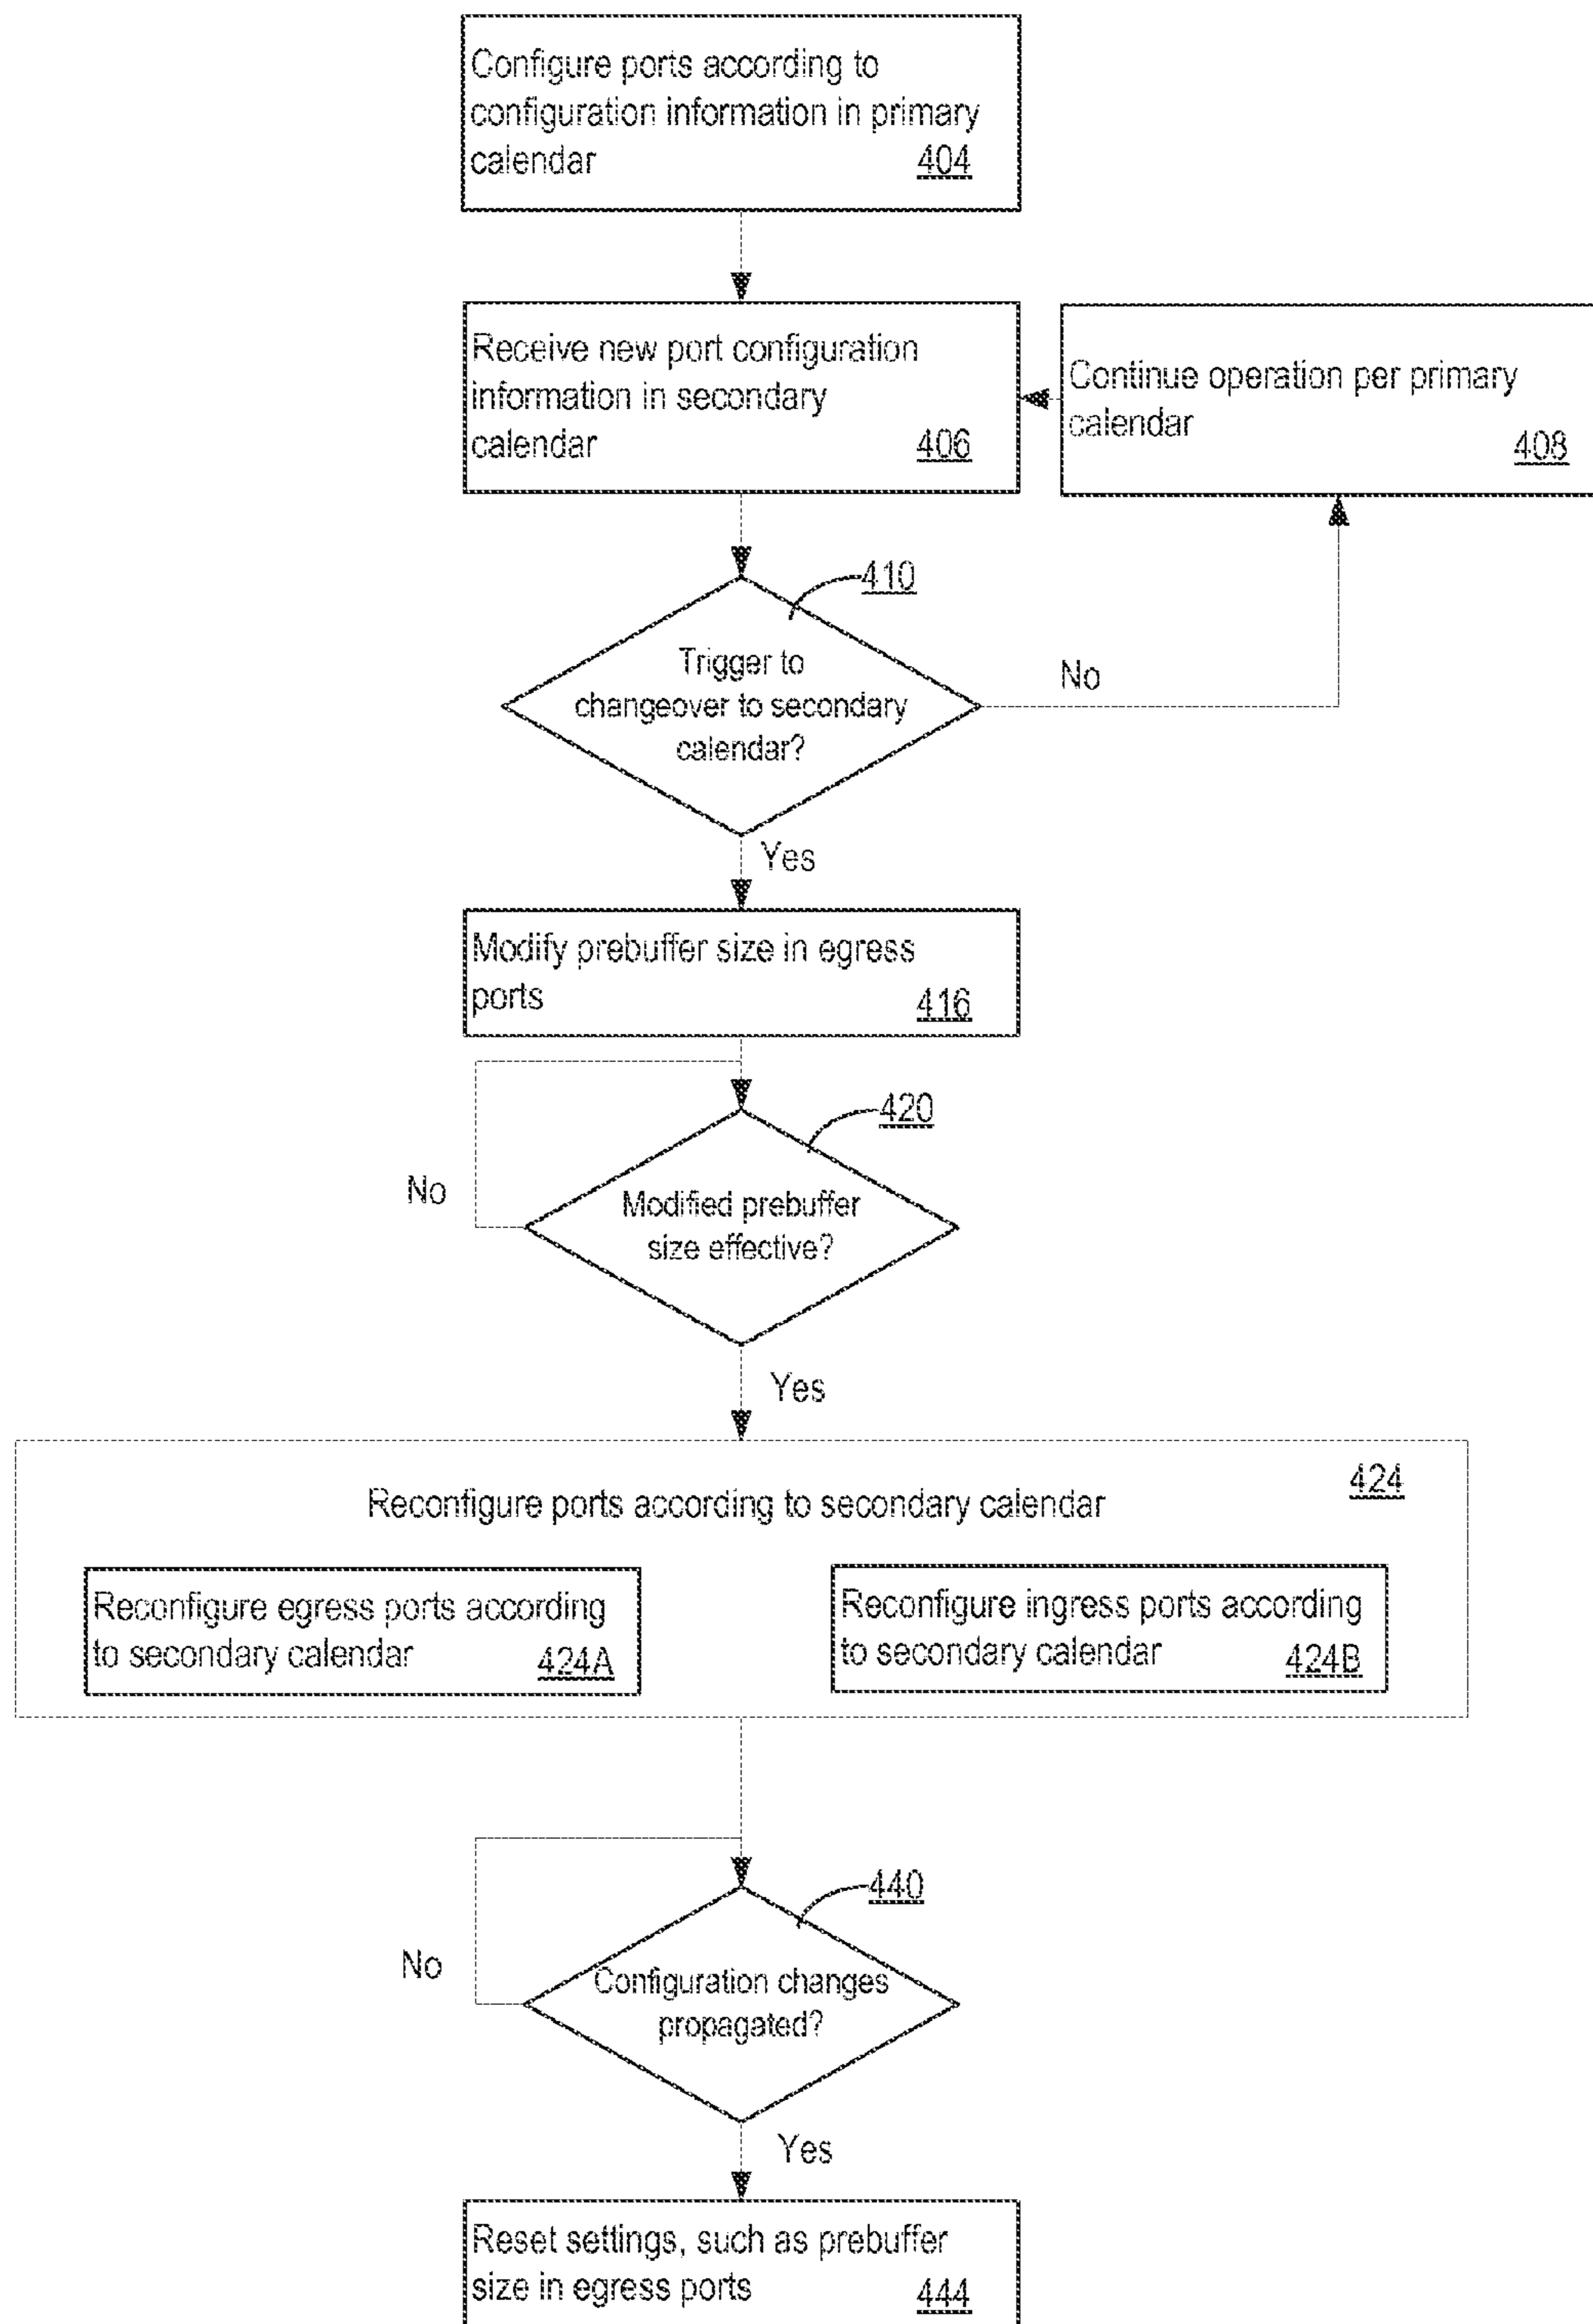 Configure ports according to
configuration information in primary
calendar 404
Receive new port configuration
information in secondary
calendar 406
Continue operation per primary
calendar 408
410
Trigger to
changeover to secondary
calendar?
No
Yes
Modify prebuffer size in egress
ports 416
420
No
Modified prebuffer
size effective?
Yes
424
Reconfigure ports according to secondary calendar
Reconfigure egress ports according
to secondary calendar 424A
Reconfigure ingress ports according
to secondary calendar 424B
440
No
Configuration changes
propagated?
Yes
Reset settings, such as prebuffer
size in egress ports 444